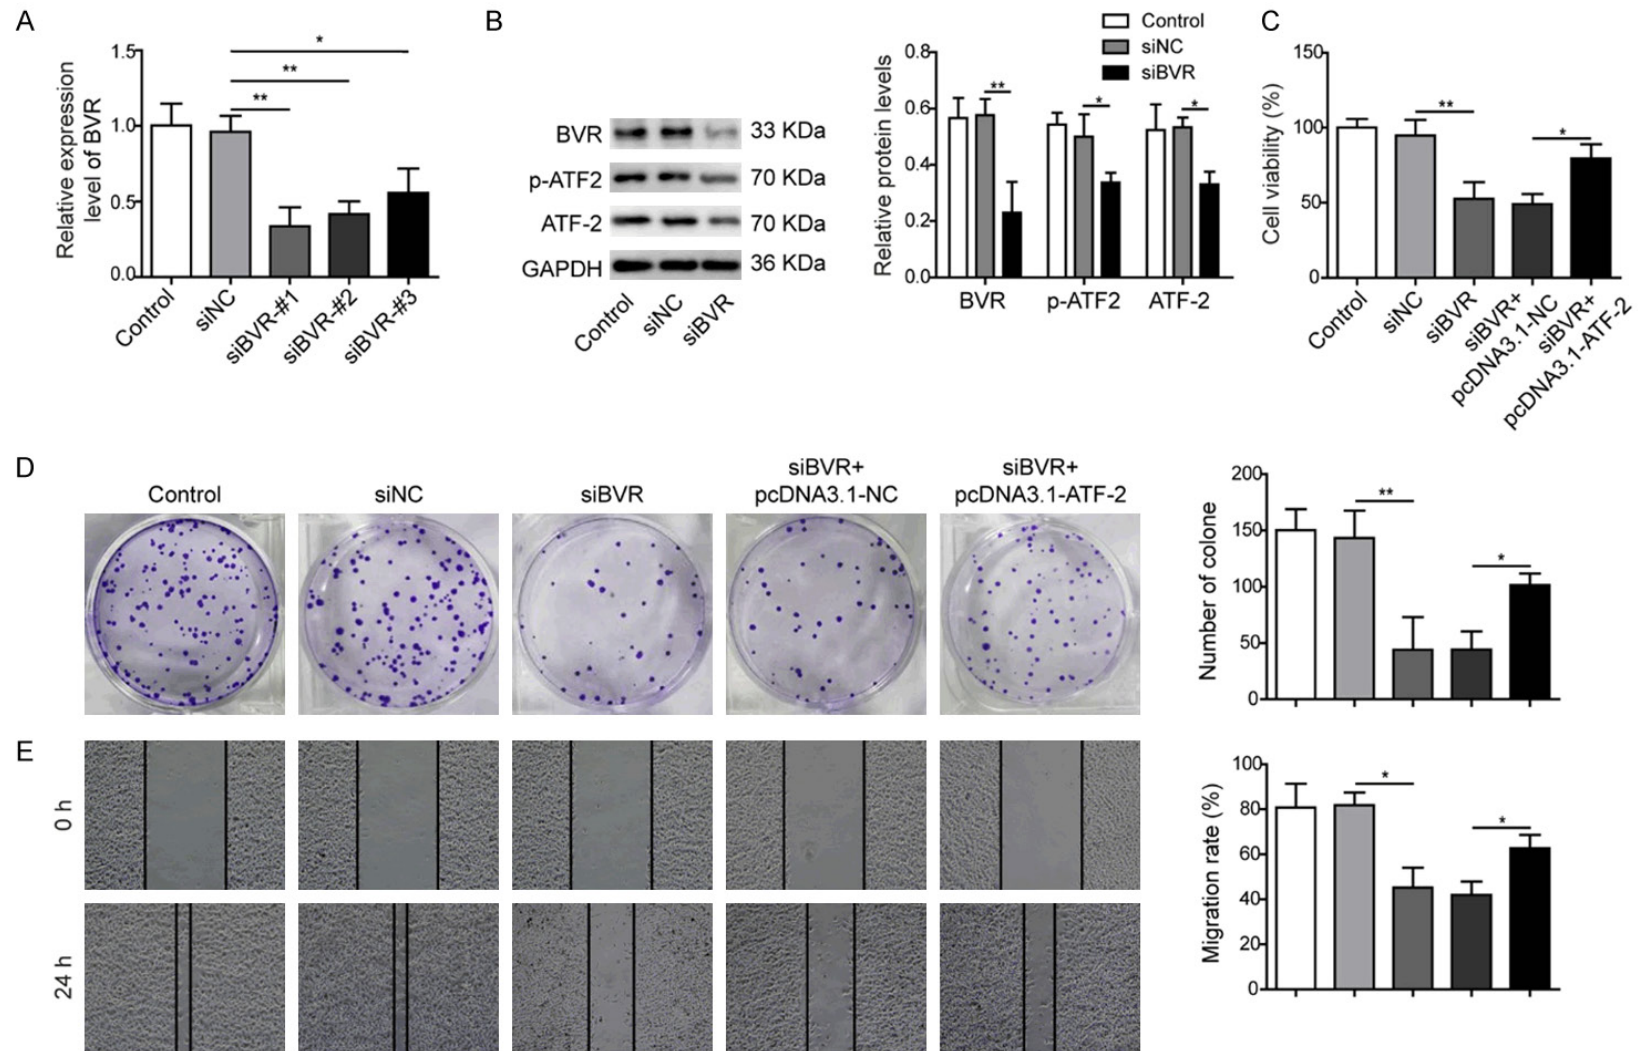 A
Relative expression
level of BVR
1.5
1.0
0.5
0.0
*
**
**
Control
siNC
siBVR-#1
siBVR-#2
siBVR-#3
B
BVR
33 KDa
p-ATF2
70 KDa
ATF-2
70 KDa
GAPDH
36 KDa
Control
siNC
siBVR
Control
siNC
siBVR
Relative protein levels
0.8
0.6
0.4
0.2
0.0
**
*
*
BVR
p-ATF2
ATF-2
C
Cell viability (%)
150
100
50
0
**
*
Control
siNC
siBVR
siBVR+
pcDNA3.1-NC
siBVR+
pcDNA3.1-ATF-2
D
Control
siNC
siBVR
siBVR+
pcDNA3.1-NC
siBVR+
pcDNA3.1-ATF-2
Number of colone
200
150
100
50
0
**
*
E
0 h
24 h
Migration rate (%)
100
80
60
40
20
0
*
*